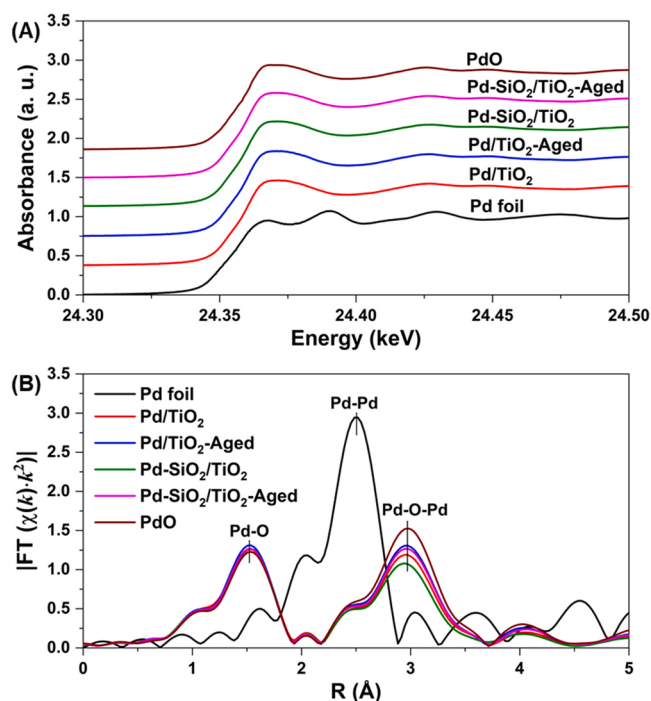 (A)
3.5
3.0
2.5
2.0
1.5
1.0
0.5
0.0
Absorbance (a. u.)
PdO
Pd-SiO₂/TiO₂-Aged
Pd-SiO₂/TiO₂
Pd/TiO₂-Aged
Pd/TiO₂
Pd foil
24.30 24.35 24.40 24.45 24.50
Energy (keV)
(B)
3.5
3.0
2.5
2.0
1.5
1.0
0.5
0.0
|FT (χ(k)·k²)|
Pd foil
Pd/TiO₂
Pd/TiO₂-Aged
Pd-SiO₂/TiO₂
Pd-SiO₂/TiO₂-Aged
PdO
Pd-Pd
Pd-O
Pd-O-Pd
0 1 2 3 4 5
R (Å)